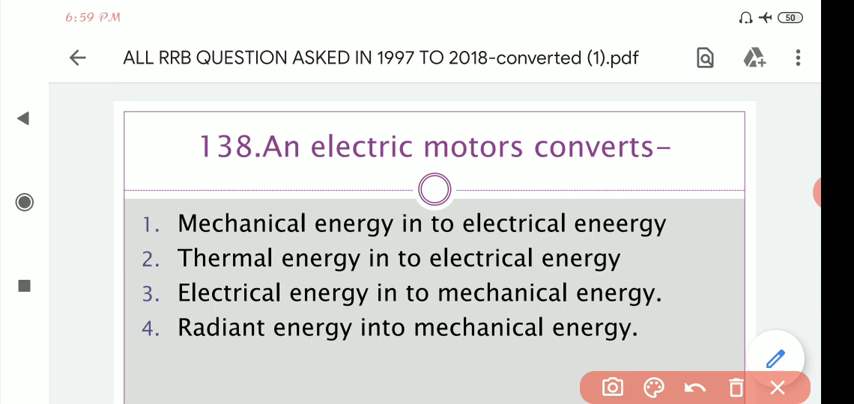 6:59 PM
50
ALL RRB QUESTION ASKED IN 1997 TO 2018-converted (1).pdf
138.An electric motors converts-
1. Mechanical energy in to electrical eneergy
2. Thermal energy in to electrical energy
3. Electrical energy in to mechanical energy.
4. Radiant energy into mechanical energy.